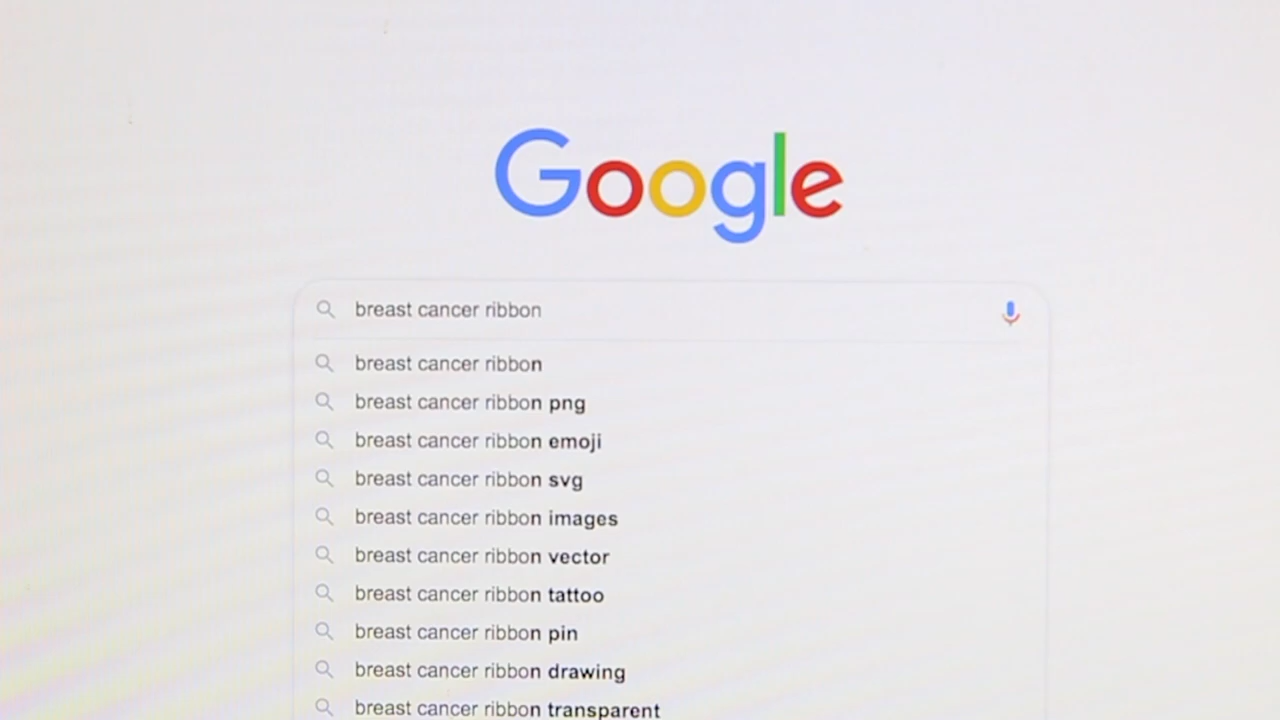 Google
breast cancer ribbon
breast cancer ribbon
breast cancer ribbon png
breast cancer ribbon emoji
breast cancer ribbon svg
breast cancer ribbon images
breast cancer ribbon vector
breast cancer ribbon tattoo
breast cancer ribbon pin
breast cancer ribbon drawing
breast cancer ribbon transparent